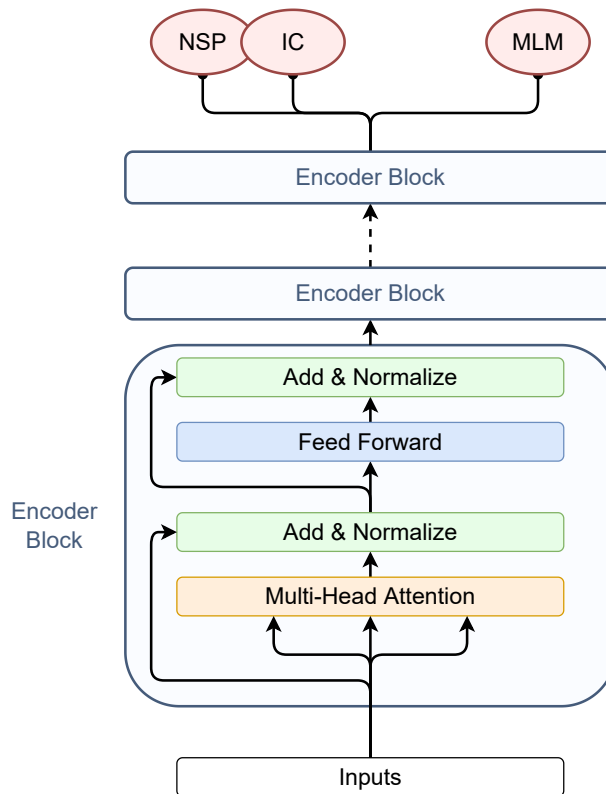 NSP
IC
MLM
Encoder Block
Encoder Block
Add & Normalize
Feed Forward
Encoder
Block
Add & Normalize
Multi-Head Attention
Inputs